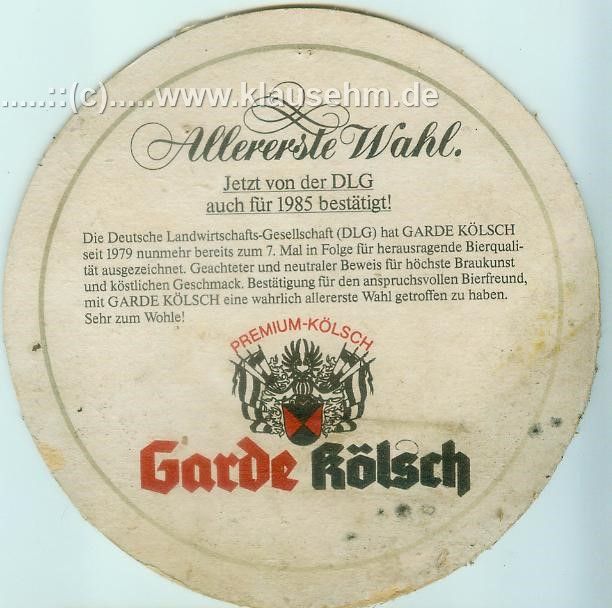 .....::(c).....www.klausehm.de
Allererste Wahl.
Jetzt von der DLG
auch für 1985 bestätigt!
Die Deutsche Landwirtschafts-Gesellschaft (DLG) hat GARDE KÖLSCH
seit 1979 nunmehr bereits zum 7. Mal in Folge für herausragende Bierquali-
tät ausgezeichnet. Geachteter und neutraler Beweis für höchste Braukunst
und köstlichen Geschmack. Bestätigung für den anspruchsvollen Bierfreund,
mit GARDE KÖLSCH eine wahrlich allererste Wahl getroffen zu haben.
Sehr zum Wohle!
PREMIUM-KÖLSCH
Garde Kölsch